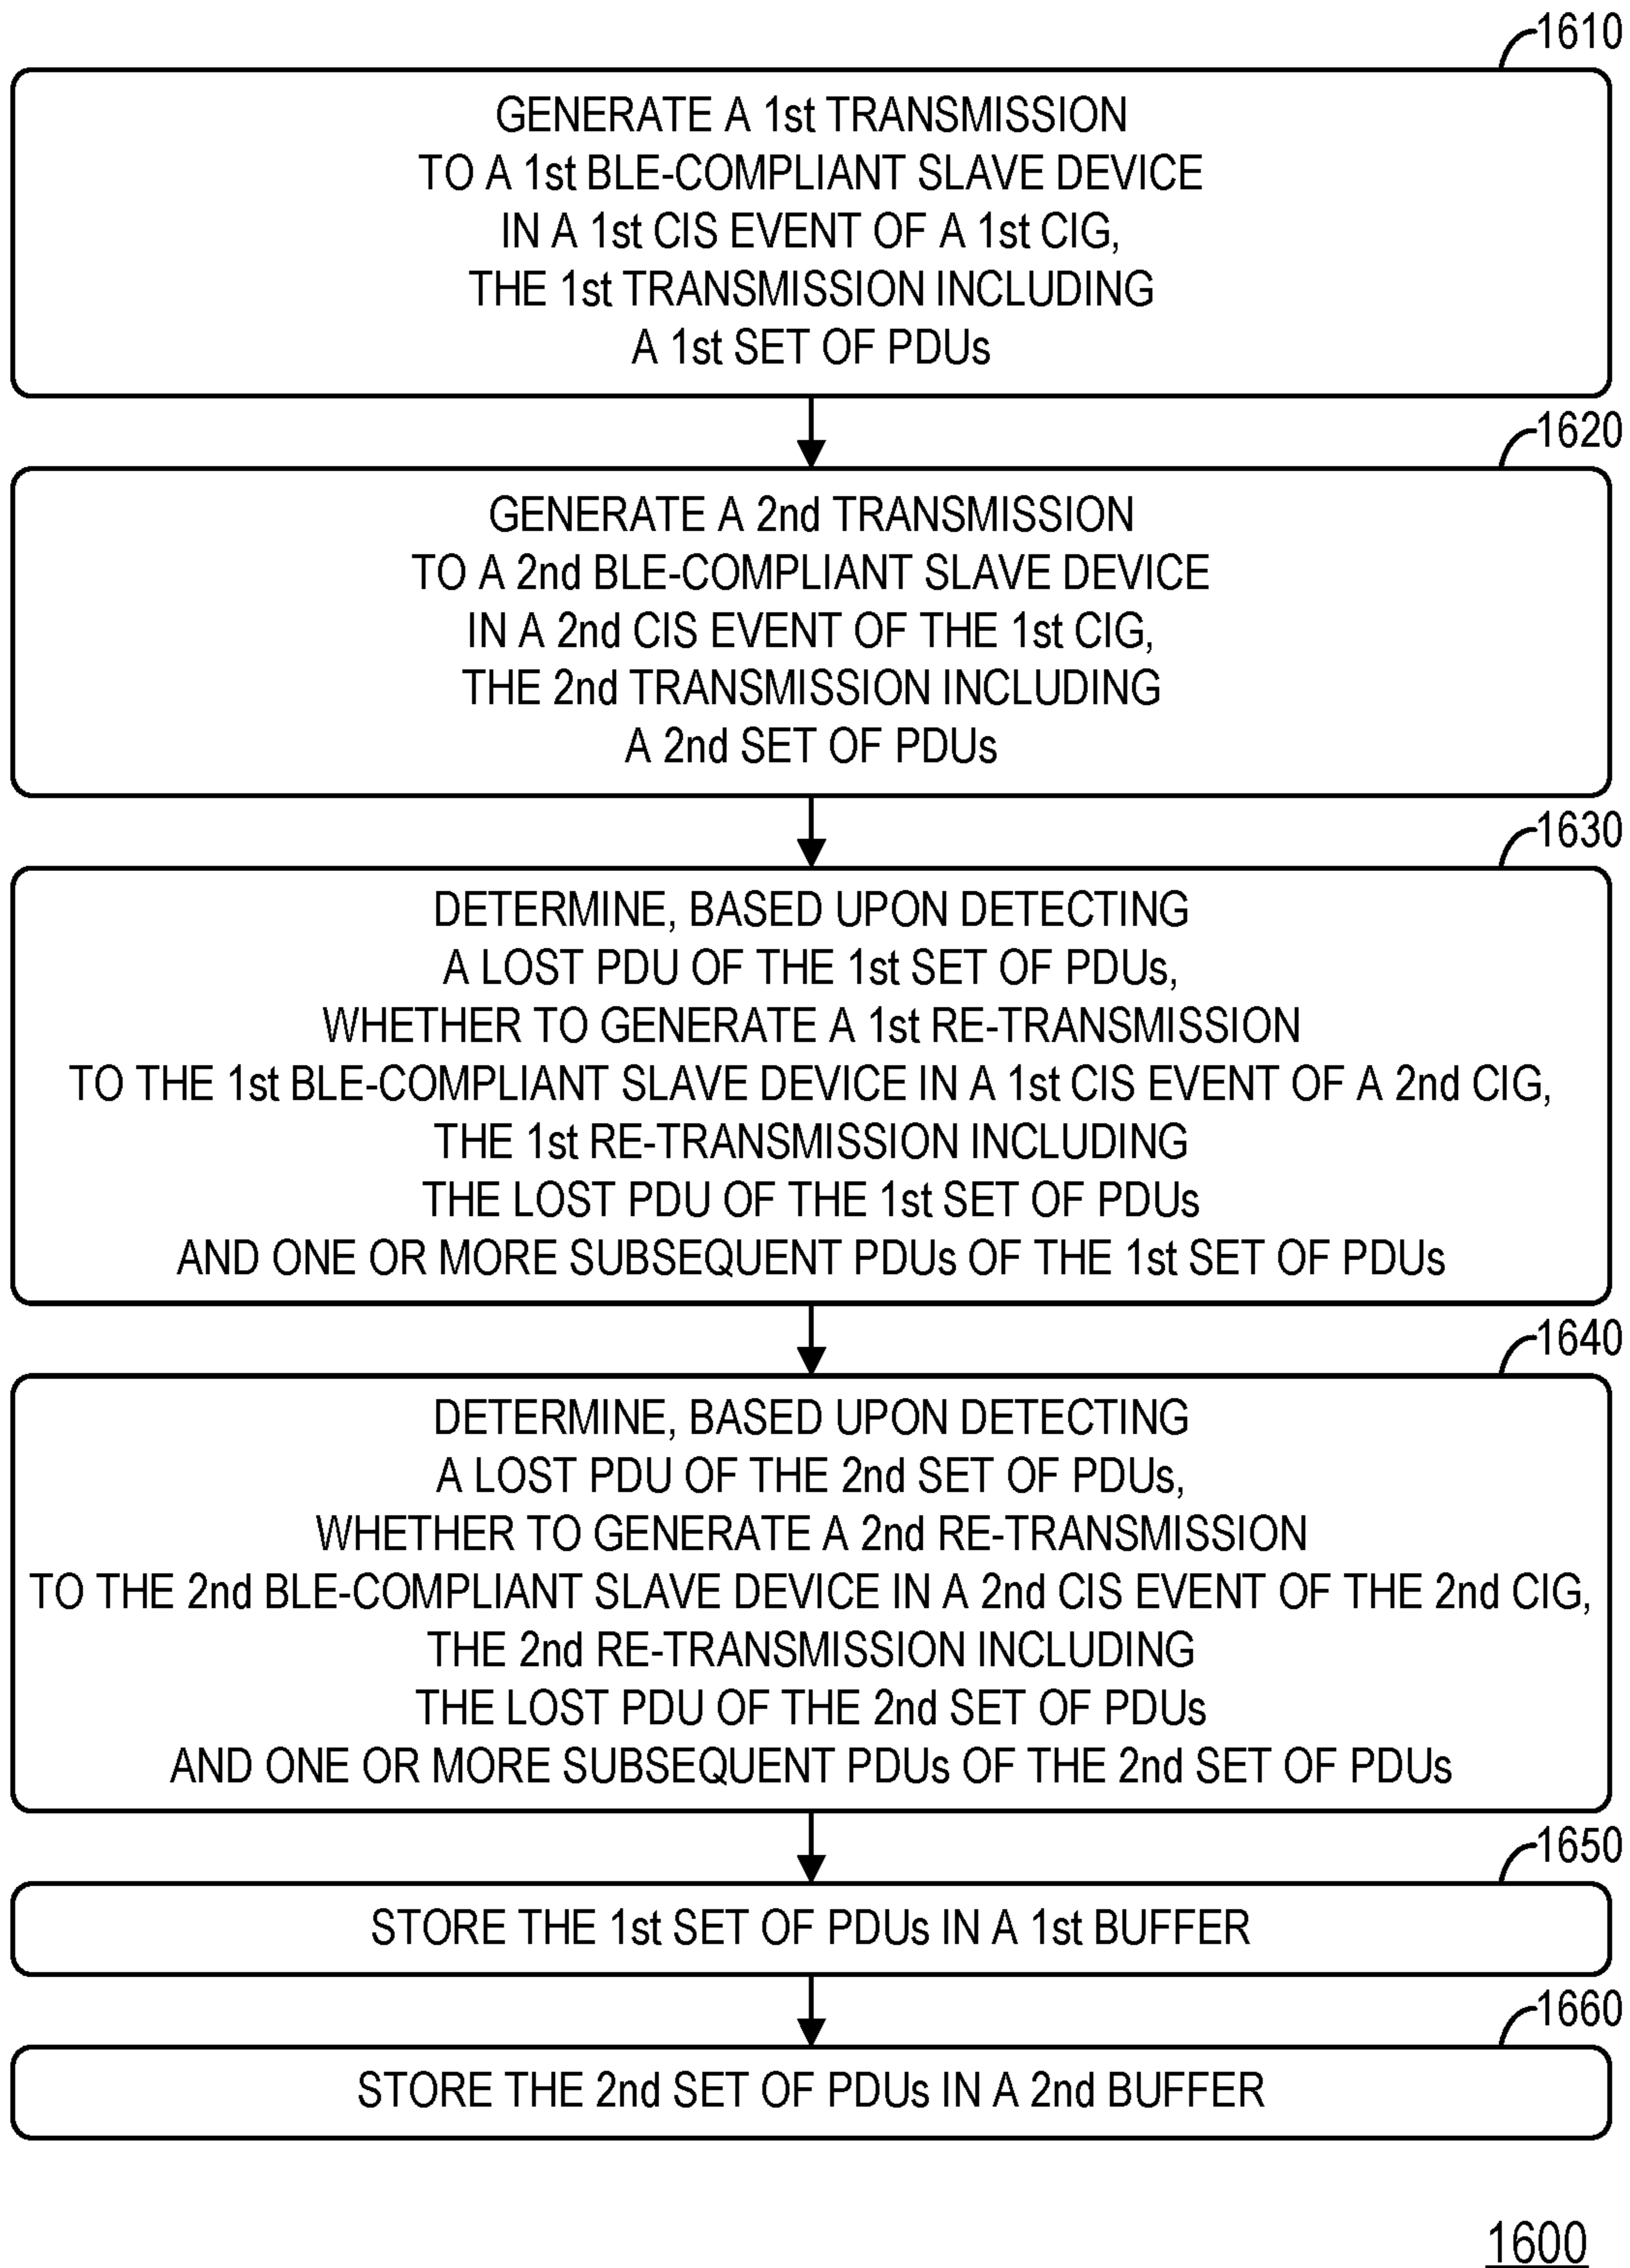 1610
GENERATE A 1st TRANSMISSION
TO A 1st BLE-COMPLIANT SLAVE DEVICE
IN A 1st CIS EVENT OF A 1st CIG,
THE 1st TRANSMISSION INCLUDING
A 1st SET OF PDUs
1620
GENERATE A 2nd TRANSMISSION
TO A 2nd BLE-COMPLIANT SLAVE DEVICE
IN A 2nd CIS EVENT OF THE 1st CIG,
THE 2nd TRANSMISSION INCLUDING
A 2nd SET OF PDUs
1630
DETERMINE, BASED UPON DETECTING
A LOST PDU OF THE 1st SET OF PDUs,
WHETHER TO GENERATE A 1st RE-TRANSMISSION
TO THE 1st BLE-COMPLIANT SLAVE DEVICE IN A 1st CIS EVENT OF A 2nd CIG,
THE 1st RE-TRANSMISSION INCLUDING
THE LOST PDU OF THE 1st SET OF PDUs
AND ONE OR MORE SUBSEQUENT PDUs OF THE 1st SET OF PDUs
1640
DETERMINE, BASED UPON DETECTING
A LOST PDU OF THE 2nd SET OF PDUs,
WHETHER TO GENERATE A 2nd RE-TRANSMISSION
TO THE 2nd BLE-COMPLIANT SLAVE DEVICE IN A 2nd CIS EVENT OF THE 2nd CIG,
THE 2nd RE-TRANSMISSION INCLUDING
THE LOST PDU OF THE 2nd SET OF PDUs
AND ONE OR MORE SUBSEQUENT PDUs OF THE 2nd SET OF PDUs
1650
STORE THE 1st SET OF PDUs IN A 1st BUFFER
1660
STORE THE 2nd SET OF PDUs IN A 2nd BUFFER
1600